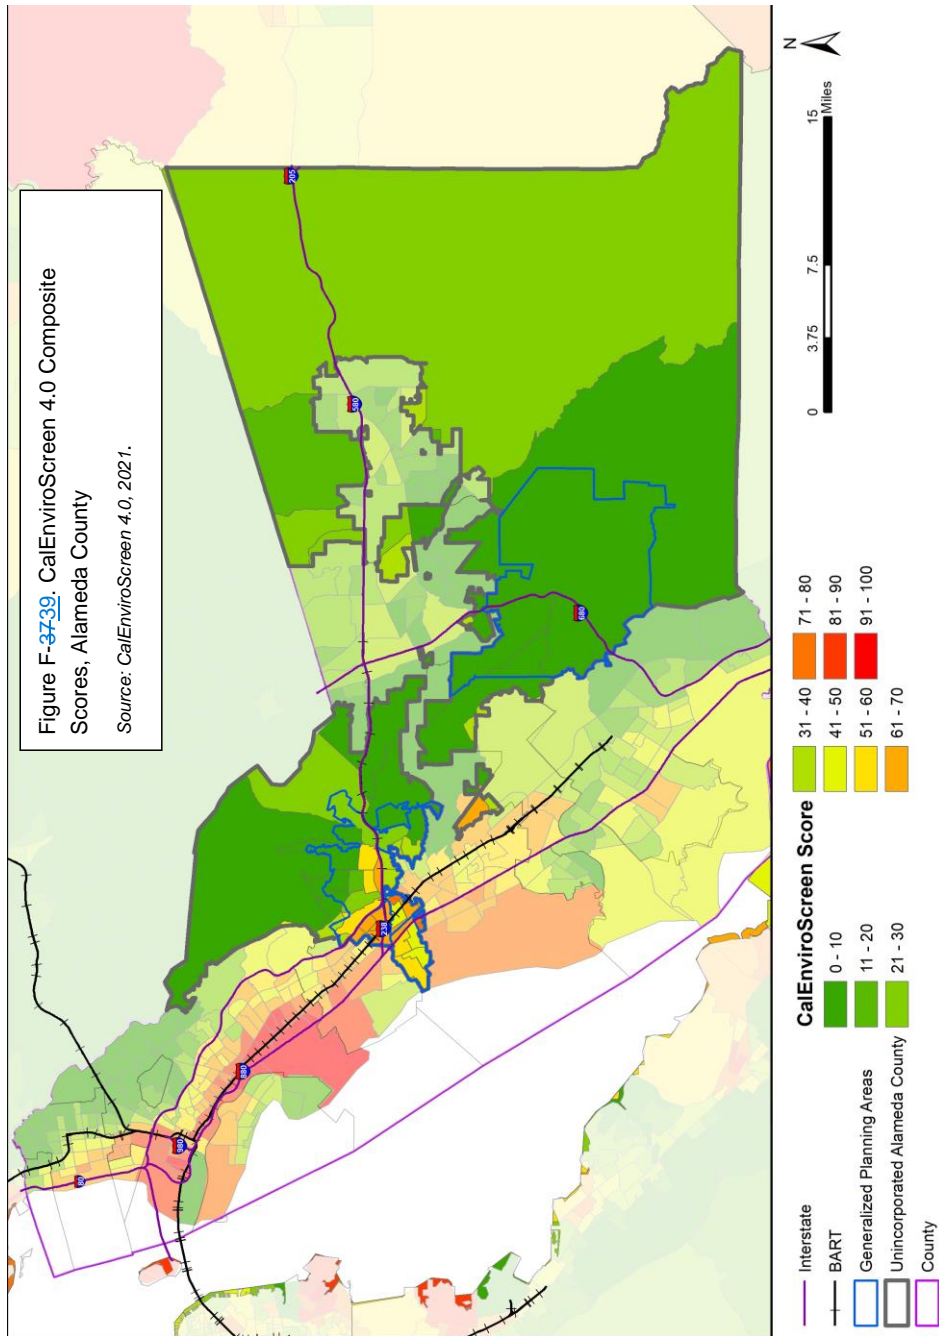 Figure F-3739. CalEnviroScreen 4.0 Composite
Scores, Alameda County
Source: CalEnviroScreen 4.0, 2021.
80
980
880
238
580
680
205
N
Interstate
BART
Generalized Planning Areas
Unincorporated Alameda County
County
CalEnviroScreen Score
0 - 10
11 - 20
21 - 30
31 - 40
41 - 50
51 - 60
61 - 70
71 - 80
81 - 90
91 - 100
0 3.75 7.5 15
Miles